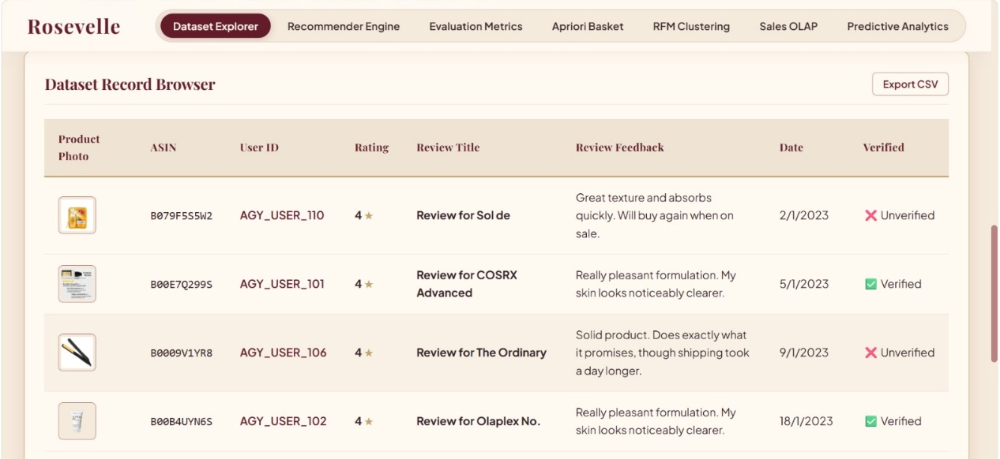 Rosevelle
Dataset Explorer
Recommender Engine
Evaluation Metrics
Apriori Basket
RFM Clustering
Sales OLAP
Predictive Analytics
Dataset Record Browser
Export CSV
Product
Photo
ASIN
User ID
Rating
Review Title
Review Feedback
Date
Verified
B079F5S5W2
AGY_USER_110
4 ★
Review for Sol de
Great texture and absorbs
quickly. Will buy again when on
sale.
2/1/2023
❌ Unverified
B00E7Q299S
AGY_USER_101
4 ★
Review for COSRX
Advanced
Really pleasant formulation. My
skin looks noticeably clearer.
5/1/2023
✅ Verified
B0009V1YR8
AGY_USER_106
4 ★
Review for The Ordinary
Solid product. Does exactly what
it promises, though shipping took
a day longer.
9/1/2023
❌ Unverified
B00B4UYN6S
AGY_USER_102
4 ★
Review for Olaplex No.
Really pleasant formulation. My
skin looks noticeably clearer.
18/1/2023
✅ Verified